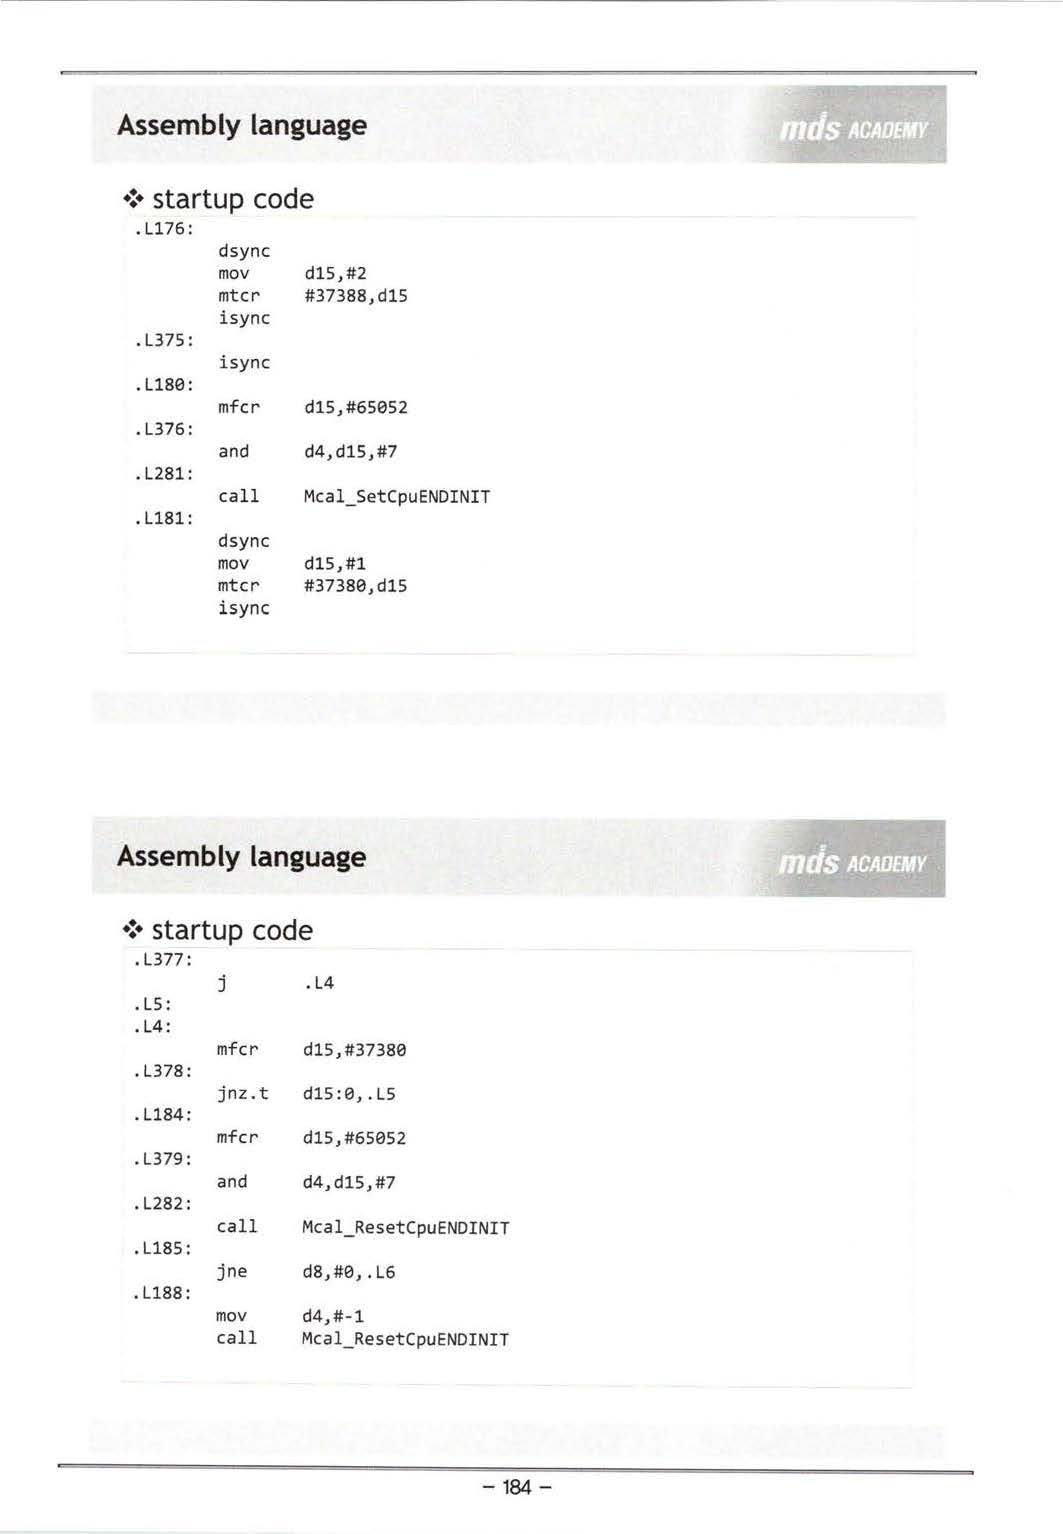 Assembly language
mds ACADEMY
❖ startup code
.L176:
dsync
mov d15,#2
mtcr #37388,d15
isync
.L375:
isync
.L180:
mfcr d15,#65052
.L376:
and d4,d15,#7
.L281:
call Mcal_SetCpuENDINIT
.L181:
dsync
mov d15,#1
mtcr #37380,d15
isync
Assembly language
mds ACADEMY
❖ startup code
.L377:
j .L4
.L5:
.L4:
mfcr d15,#37380
.L378:
jnz.t d15:0,.L5
.L184:
mfcr d15,#65052
.L379:
and d4,d15,#7
.L282:
call Mcal_ResetCpuENDINIT
.L185:
jne d8,#0,.L6
.L188:
mov d4,#-1
call Mcal_ResetCpuENDINIT
- 184 -